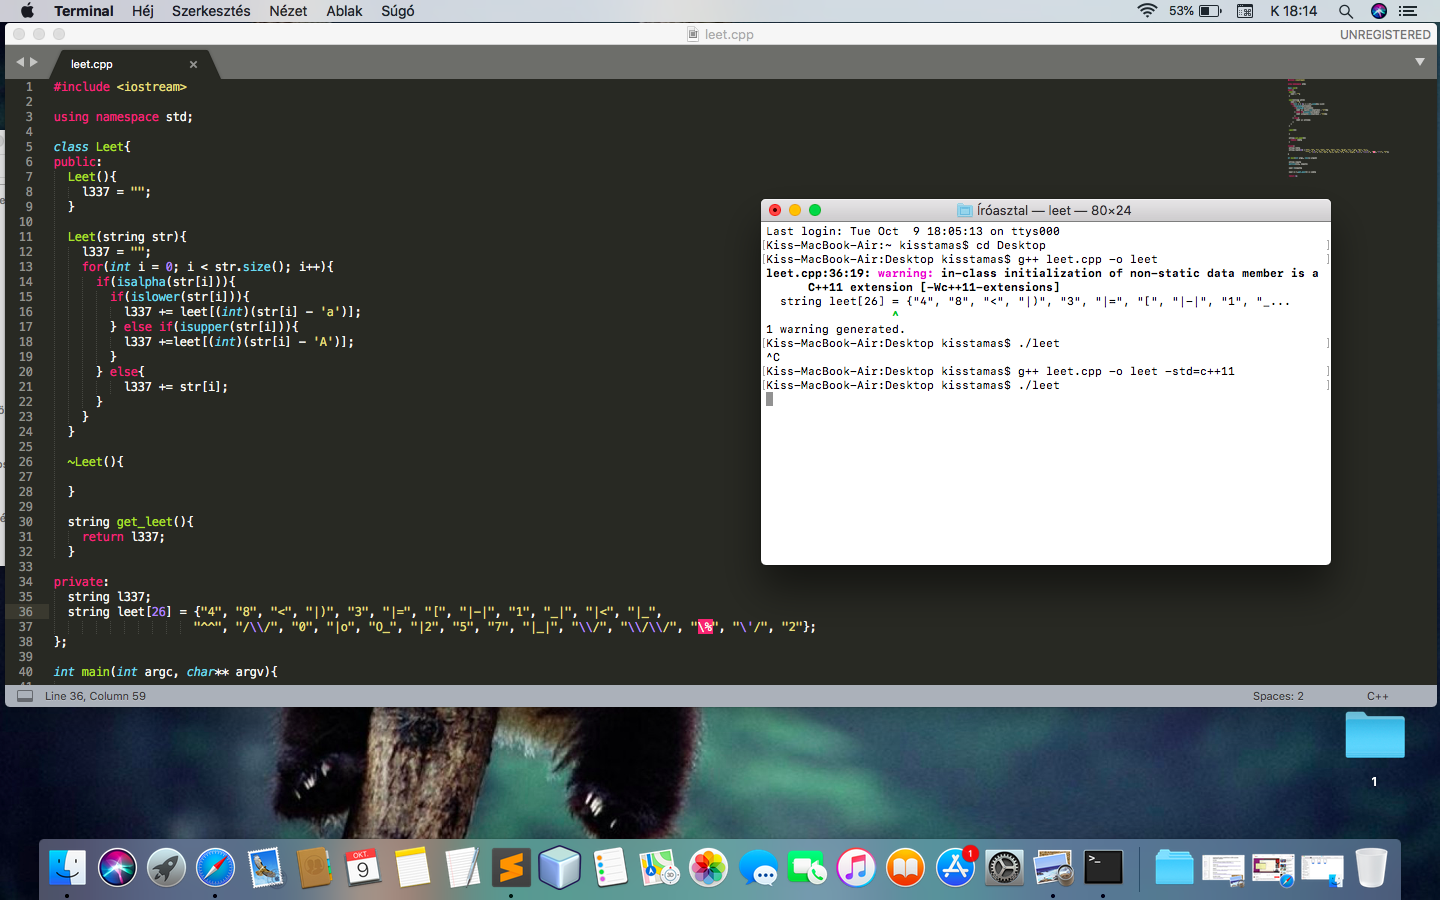 Terminal Héj Szerkesztés Nézet Ablak Súgó 53% K 18:14
leet.cpp UNREGISTERED
leet.cpp
1 #include <iostream>
2
3 using namespace std;
4
5 class Leet{
6 public:
7 Leet(){
8 l337 = "";
9 }
10
11 Leet(string str){
12 l337 = "";
13 for(int i = 0; i < str.size(); i++){
14 if(isalpha(str[i])){
15 if(islower(str[i])){
16 l337 += leet[(int)(str[i] - 'a')];
17 } else if(isupper(str[i])){
18 l337 +=leet[(int)(str[i] - 'A')];
19 }
20 } else{
21 l337 += str[i];
22 }
23 }
24 }
25
26 ~Leet(){
27
28 }
29
30 string get_leet(){
31 return l337;
32 }
33
34 private:
35 string l337;
36 string leet[26] = {"4", "8", "<", "|)", "3", "|=", "[", "|-|", "1", "_|", "|<", "|_",
37 "^^", "/\\/", "0", "|o", "O_", "|2", "5", "7", "|_|", "\\/", "\\/\\/", "\%", "\'/", "2"};
38 };
39
40 int main(int argc, char** argv){
Line 36, Column 59 Spaces: 2 C++
Íróasztal — leet — 80×24
Last login: Tue Oct  9 18:05:13 on ttys000
[Kiss-MacBook-Air:~ kisstamas$ cd Desktop ]
[Kiss-MacBook-Air:Desktop kisstamas$ g++ leet.cpp -o leet ]
leet.cpp:36:19: warning: in-class initialization of non-static data member is a
C++11 extension [-Wc++11-extensions]
string leet[26] = {"4", "8", "<", "|)", "3", "|=", "[", "|-|", "1", "_...
^
1 warning generated.
[Kiss-MacBook-Air:Desktop kisstamas$ ./leet ]
^C
[Kiss-MacBook-Air:Desktop kisstamas$ g++ leet.cpp -o leet -std=c++11 ]
[Kiss-MacBook-Air:Desktop kisstamas$ ./leet ]
1
OKT.
9
3D
1
>_